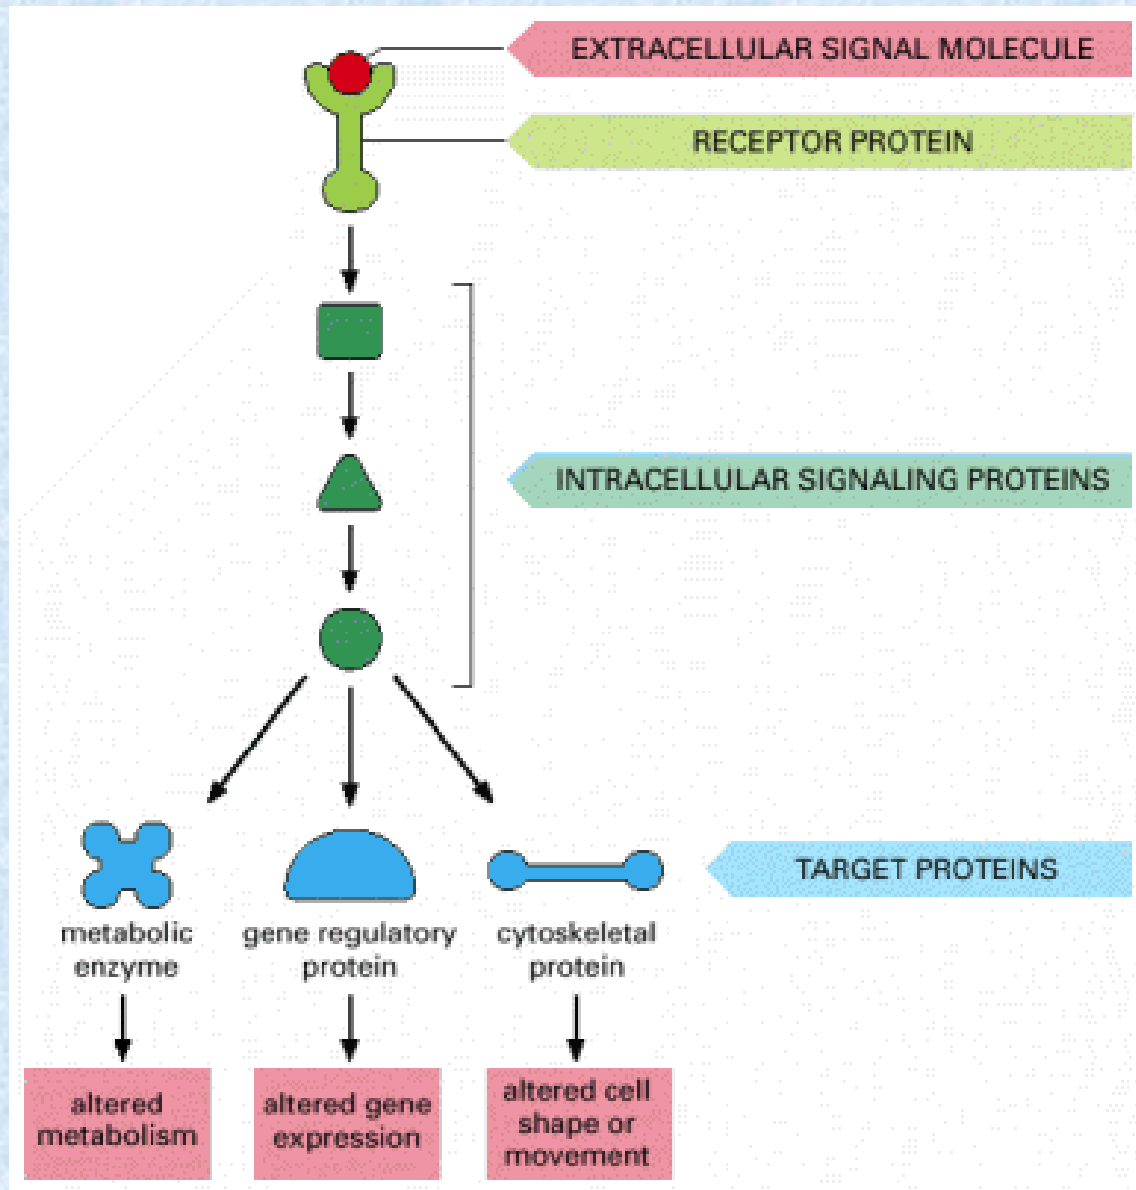 EXTRACELLULAR SIGNAL MOLECULE
RECEPTOR PROTEIN
INTRACELLULAR SIGNALING PROTEINS
TARGET PROTEINS
metabolic
enzyme
gene regulatory
protein
cytoskeletal
protein
altered
metabolism
altered gene
expression
altered cell
shape or
movement